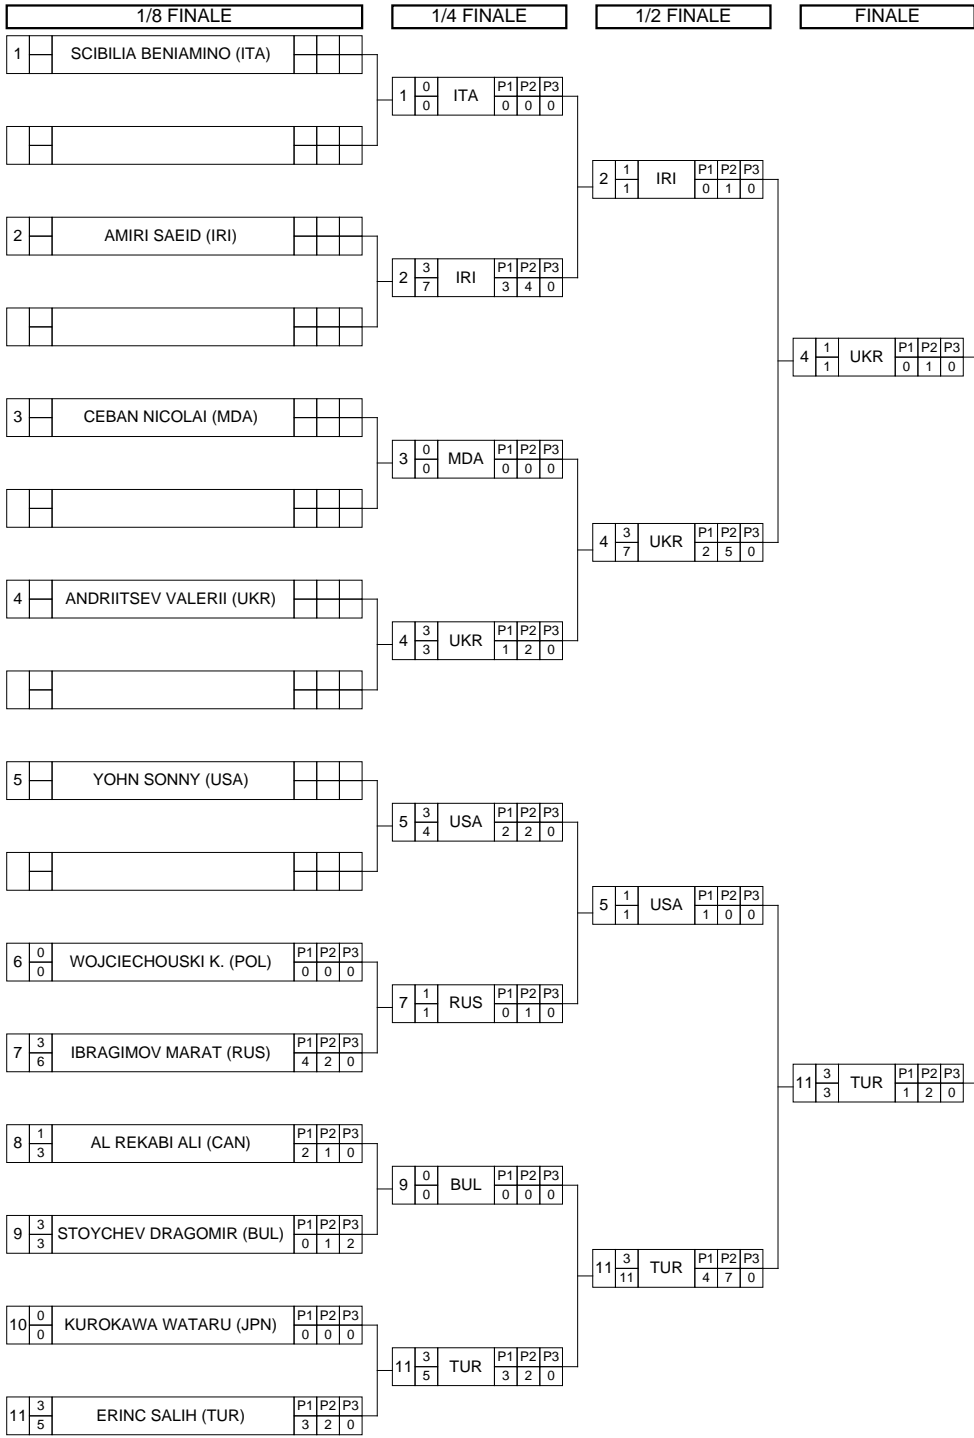 1/8 FINALE 1/4 FINALE 1/2 FINALE FINALE
1 SCIBILIA BENIAMINO (ITA)
1 0 0 ITA P1 P2 P3 0 0 0
2 1 1 IRI P1 P2 P3 0 1 0
2 AMIRI SAEID (IRI)
2 3 7 IRI P1 P2 P3 3 4 0
4 1 1 UKR P1 P2 P3 0 1 0
3 CEBAN NICOLAI (MDA)
3 0 0 MDA P1 P2 P3 0 0 0
4 3 7 UKR P1 P2 P3 2 5 0
4 ANDRIITSEV VALERII (UKR)
4 3 3 UKR P1 P2 P3 1 2 0
5 YOHN SONNY (USA)
5 3 4 USA P1 P2 P3 2 2 0
5 1 1 USA P1 P2 P3 1 0 0
6 0 0 WOJCIECHOUSKI K. (POL) P1 P2 P3 0 0 0
7 1 1 RUS P1 P2 P3 0 1 0
7 3 6 IBRAGIMOV MARAT (RUS) P1 P2 P3 4 2 0
11 3 3 TUR P1 P2 P3 1 2 0
8 1 3 AL REKABI ALI (CAN) P1 P2 P3 2 1 0
9 0 0 BUL P1 P2 P3 0 0 0
9 3 3 STOYCHEV DRAGOMIR (BUL) P1 P2 P3 0 1 2
11 3 11 TUR P1 P2 P3 4 7 0
10 0 0 KUROKAWA WATARU (JPN) P1 P2 P3 0 0 0
11 3 5 TUR P1 P2 P3 3 2 0
11 3 5 ERINC SALIH (TUR) P1 P2 P3 3 2 0